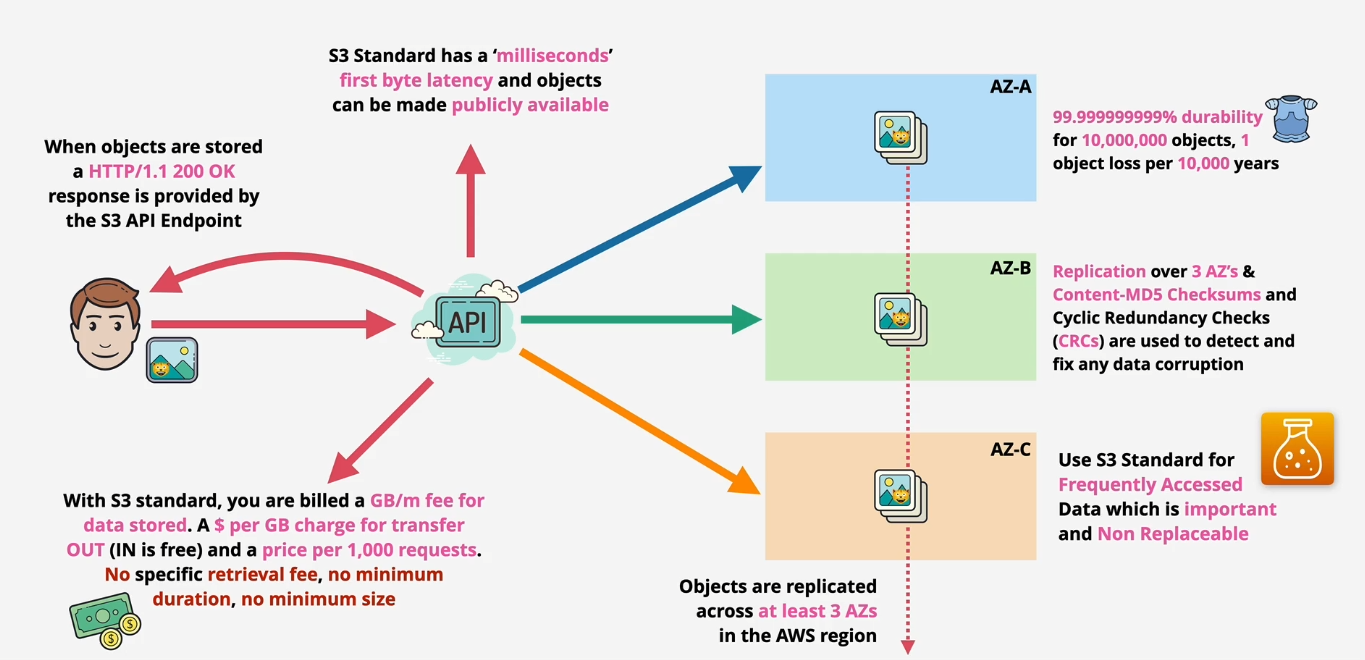 S3 Standard has a ‘milliseconds’
first byte latency and objects
can be made publicly available
When objects are stored
a HTTP/1.1 200 OK
response is provided by
the S3 API Endpoint
API
With S3 standard, you are billed a GB/m fee for
data stored. A $ per GB charge for transfer
OUT (IN is free) and a price per 1,000 requests.
No specific retrieval fee, no minimum
duration, no minimum size
$
$
AZ-A
99.999999999% durability
for 10,000,000 objects, 1
object loss per 10,000 years
AZ-B
Replication over 3 AZ’s &
Content-MD5 Checksums and
Cyclic Redundancy Checks
(CRCs) are used to detect and
fix any data corruption
AZ-C
Use S3 Standard for
Frequently Accessed
Data which is important
and Non Replaceable
Objects are replicated
across at least 3 AZs
in the AWS region